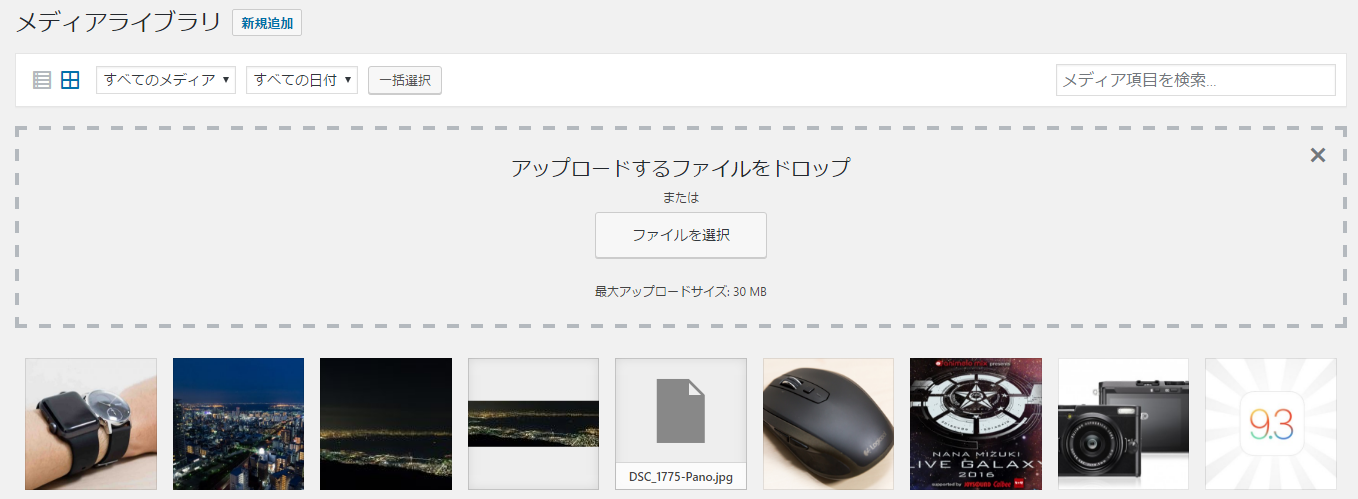 メディアライブラリ 新規追加
すべてのメディア すべての日付 一括選択 メディア項目を検索...
アップロードするファイルをドロップ
または
ファイルを選択
最大アップロードサイズ: 30 MB
DSC_1775-Pano.jpg
presents
NANA MIZUKI
LIVE GALAXY
2016
supported by
9.3